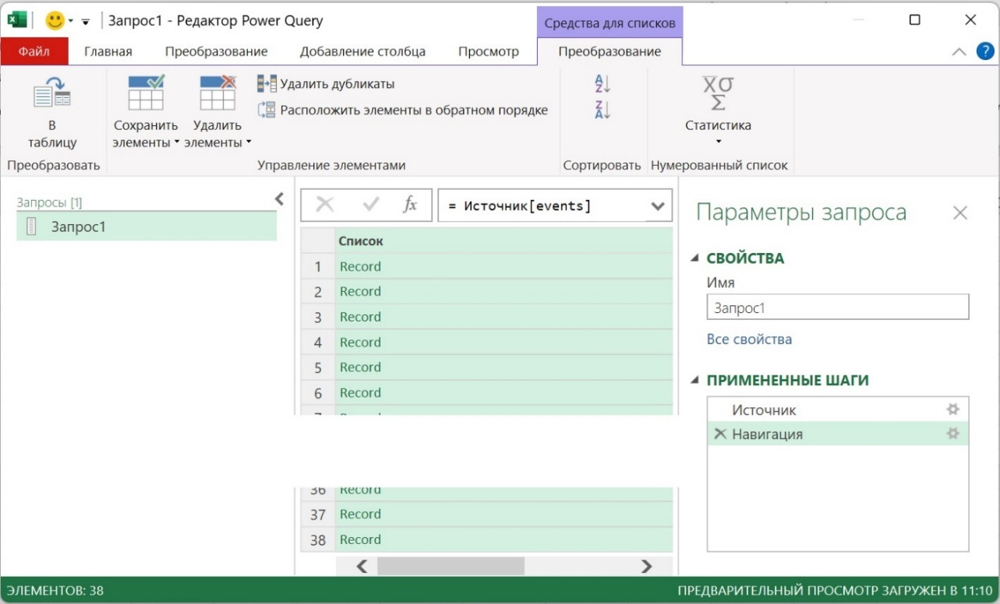 Запрос1 - Редактор Power Query
Средства для списков
Файл
Главная
Преобразование
Добавление столбца
Просмотр
Преобразование
?
В
таблицу
Преобразовать
Сохранить
элементы
Удалить
элементы
Удалить дубликаты
Расположить элементы в обратном порядке
Управление элементами
A
Z
Z
A
Сортировать
XΣσ
Статистика
Нумерованный список
Запросы [1]
Запрос1
fx
= Источник[events]
Список
1 Record
2 Record
3 Record
4 Record
5 Record
6 Record
36 Record
37 Record
38 Record
Параметры запроса
СВОЙСТВА
Имя
Запрос1
Все свойства
ПРИМЕНЕННЫЕ ШАГИ
Источник
Навигация
ЭЛЕМЕНТОВ: 38
ПРЕДВАРИТЕЛЬНЫЙ ПРОСМОТР ЗАГРУЖЕН В 11:10